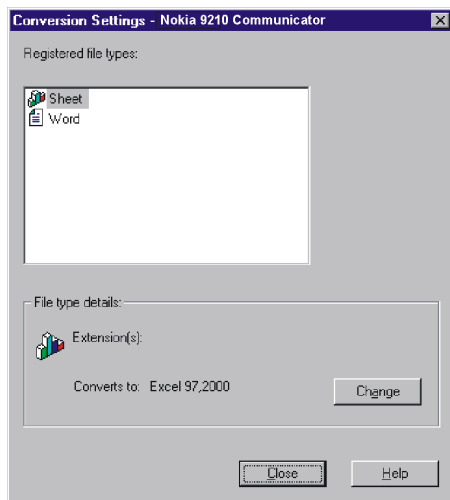 Conversion Settings - Nokia 9210 Communicator
Registered file types:
Sheet
Word
File type details:
Extension(s):
Converts to: Excel 97,2000
Change
Close
Help